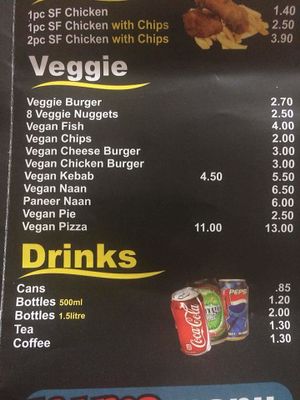 1pc SF Chicken 1.40
1pc SF Chicken with Chips 2.50
2pc SF Chicken with Chips 3.90
Veggie
Veggie Burger 2.70
8 Veggie Nuggets 2.50
Vegan Fish 4.00
Vegan Chips 2.00
Vegan Cheese Burger 3.00
Vegan Chicken Burger 3.00
Vegan Kebab 4.50 5.50
Vegan Naan 6.50
Paneer Naan 6.00
Vegan Pie 2.50
Vegan Pizza 11.00 13.00
Drinks
Cans .85
Bottles 500ml 1.20
Bottles 1.5litre 2.00
Tea 1.30
Coffee 1.30
Coca-Cola
PEPSI